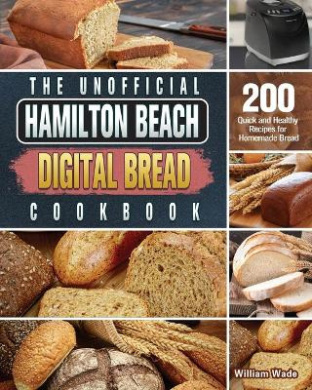 THE UNOFFICIAL
HAMILTON BEACH
DIGITAL BREAD
COOKBOOK
200
Quick and Healthy
Recipes for
Homemade Bread
William Wade